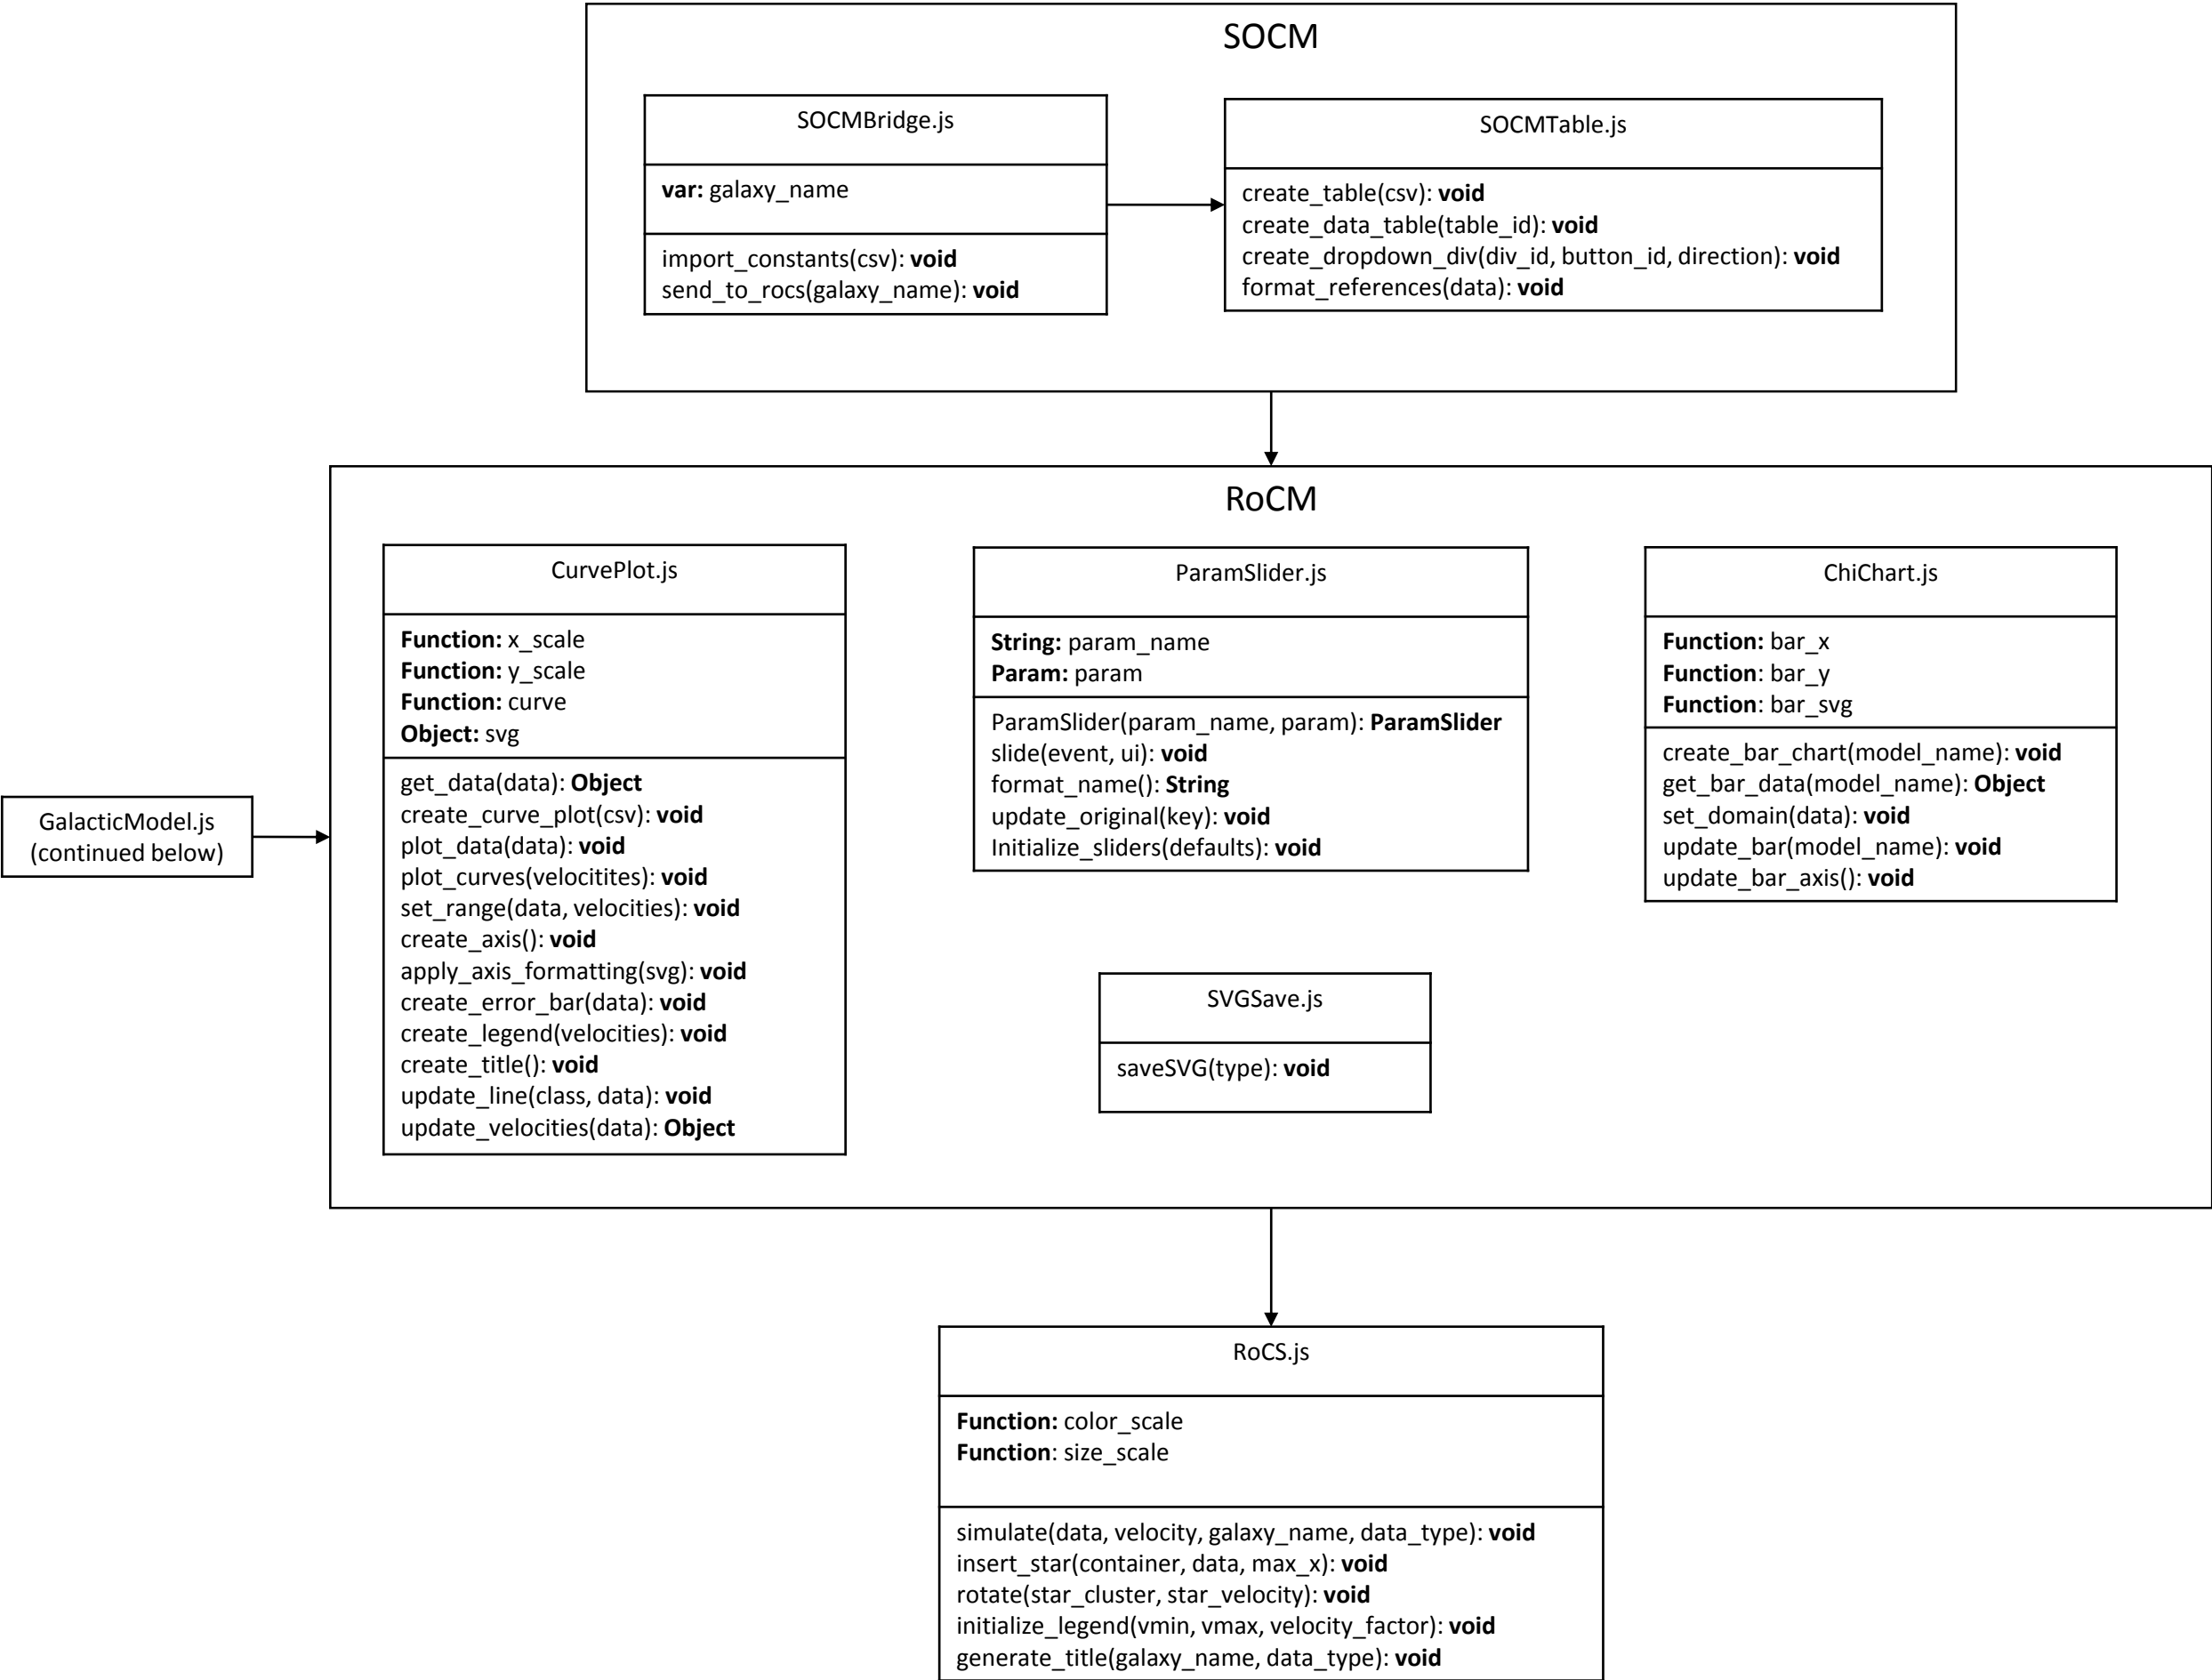 SOCM
SOCMBridge.js
var: galaxy_name
import_constants(csv): void
send_to_rocs(galaxy_name): void
SOCMTable.js
create_table(csv): void
create_data_table(table_id): void
create_dropdown_div(div_id, button_id, direction): void
format_references(data): void
GalacticModel.js
(continued below)
RoCM
CurvePlot.js
Function: x_scale
Function: y_scale
Function: curve
Object: svg
get_data(data): Object
create_curve_plot(csv): void
plot_data(data): void
plot_curves(velocitites): void
set_range(data, velocities): void
create_axis(): void
apply_axis_formatting(svg): void
create_error_bar(data): void
create_legend(velocities): void
create_title(): void
update_line(class, data): void
update_velocities(data): Object
ParamSlider.js
String: param_name
Param: param
ParamSlider(param_name, param): ParamSlider
slide(event, ui): void
format_name(): String
update_original(key): void
Initialize_sliders(defaults): void
ChiChart.js
Function: bar_x
Function: bar_y
Function: bar_svg
create_bar_chart(model_name): void
get_bar_data(model_name): Object
set_domain(data): void
update_bar(model_name): void
update_bar_axis(): void
SVGSave.js
saveSVG(type): void
RoCS.js
Function: color_scale
Function: size_scale
simulate(data, velocity, galaxy_name, data_type): void
insert_star(container, data, max_x): void
rotate(star_cluster, star_velocity): void
initialize_legend(vmin, vmax, velocity_factor): void
generate_title(galaxy_name, data_type): void